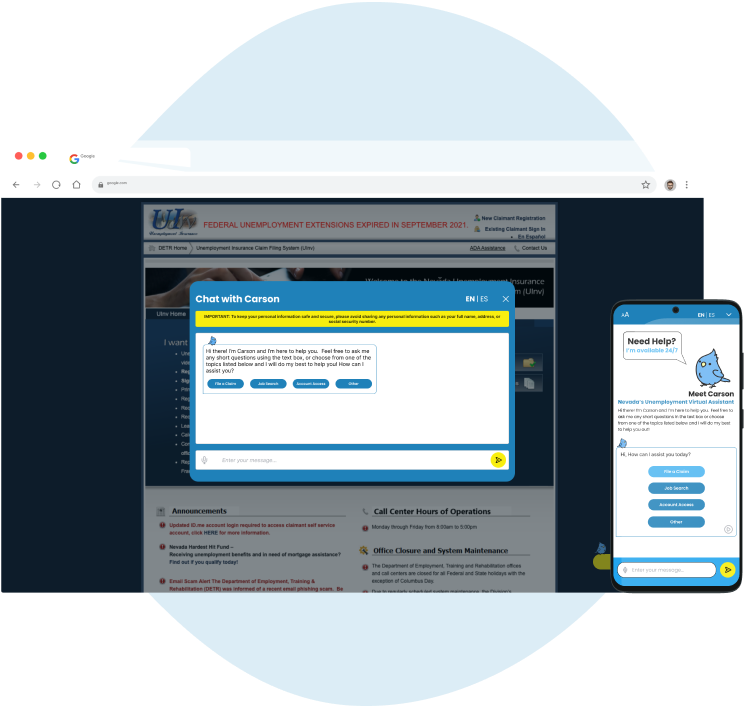 Google
google.com
UI
Unemployment Insurance
FEDERAL UNEMPLOYMENT EXTENSIONS EXPIRED IN SEPTEMBER 2021.
New Claimant Registration
Existing Claimant Sign In
En Español
DETR Home
Unemployment Insurance Claim Filing System (UInv)
ADA Assistance
Contact Us
Welcome to the Nevada Unemployment Insurance
m (UInv)
UInv Home
I want
Chat with Carson
EN | ES
IMPORTANT: To keep your personal information safe and secure, please avoid sharing any personal information such as your full name, address, or
social security number.
Hi there! I'm Carson and I'm here to help you. Feel free to ask me
any short questions using the text box, or choose from one of the
topics listed below and I will do my best to help you! How can I
assist you?
File a Claim
Job Search
Account Access
Other
Enter your message...
Announcements
Updated ID.me account login required to access claimant self service
account, click HERE for more information.
Nevada Hardest Hit Fund –
Receiving unemployment benefits and in need of mortgage assistance?
Find out if you qualify today!
Email Scam Alert The Department of Employment, Training &
Rehabilitation (DETR) was informed of a recent email phishing scam. Be
Call Center Hours of Operations
Monday through Friday from 8:00am to 5:00pm
Office Closure and System Maintenance
The Department of Employment, Training and Rehabilitation offices
and call centers are closed for all Federal and State holidays with the
exception of Columbus Day.
Due to regularly scheduled system maintenance, the Division's
AA
EN | ES
Need Help?
I'm available 24/7
Meet Carson
Nevada's Unemployment Virtual Assistant
Hi there! I'm Carson and I'm here to help you. Feel free to
ask me any short questions in the text box or choose
from one of the topics listed below and I will do my best
to help you out!
Hi, How can I assist you today?
File a Claim
Job Search
Account Access
Other
Enter your message...